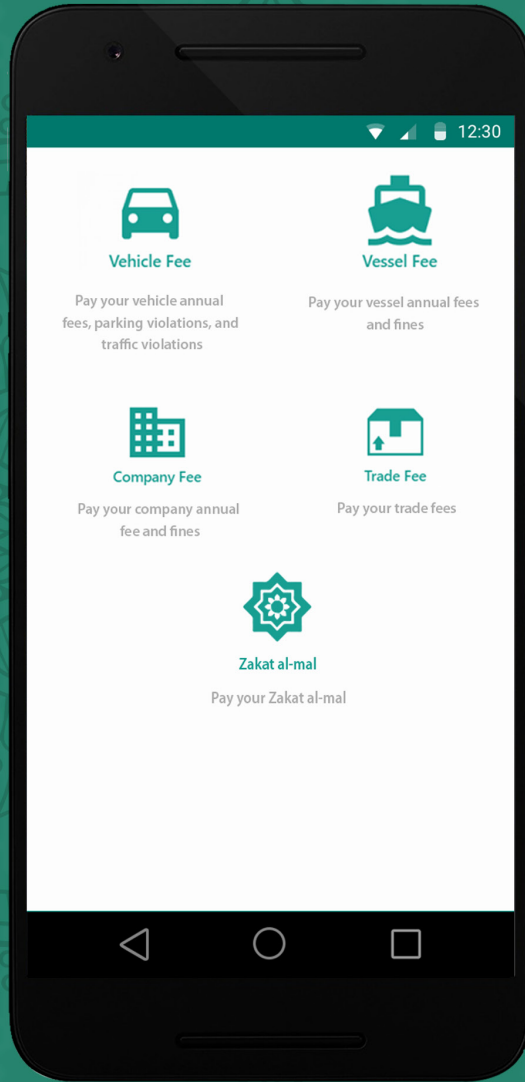 12:30
Vehicle Fee
Pay your vehicle annual
fees, parking violations, and
traffic violations
Vessel Fee
Pay your vessel annual fees
and fines
Company Fee
Pay your company annual
fee and fines
Trade Fee
Pay your trade fees
Zakat al-mal
Pay your Zakat al-mal